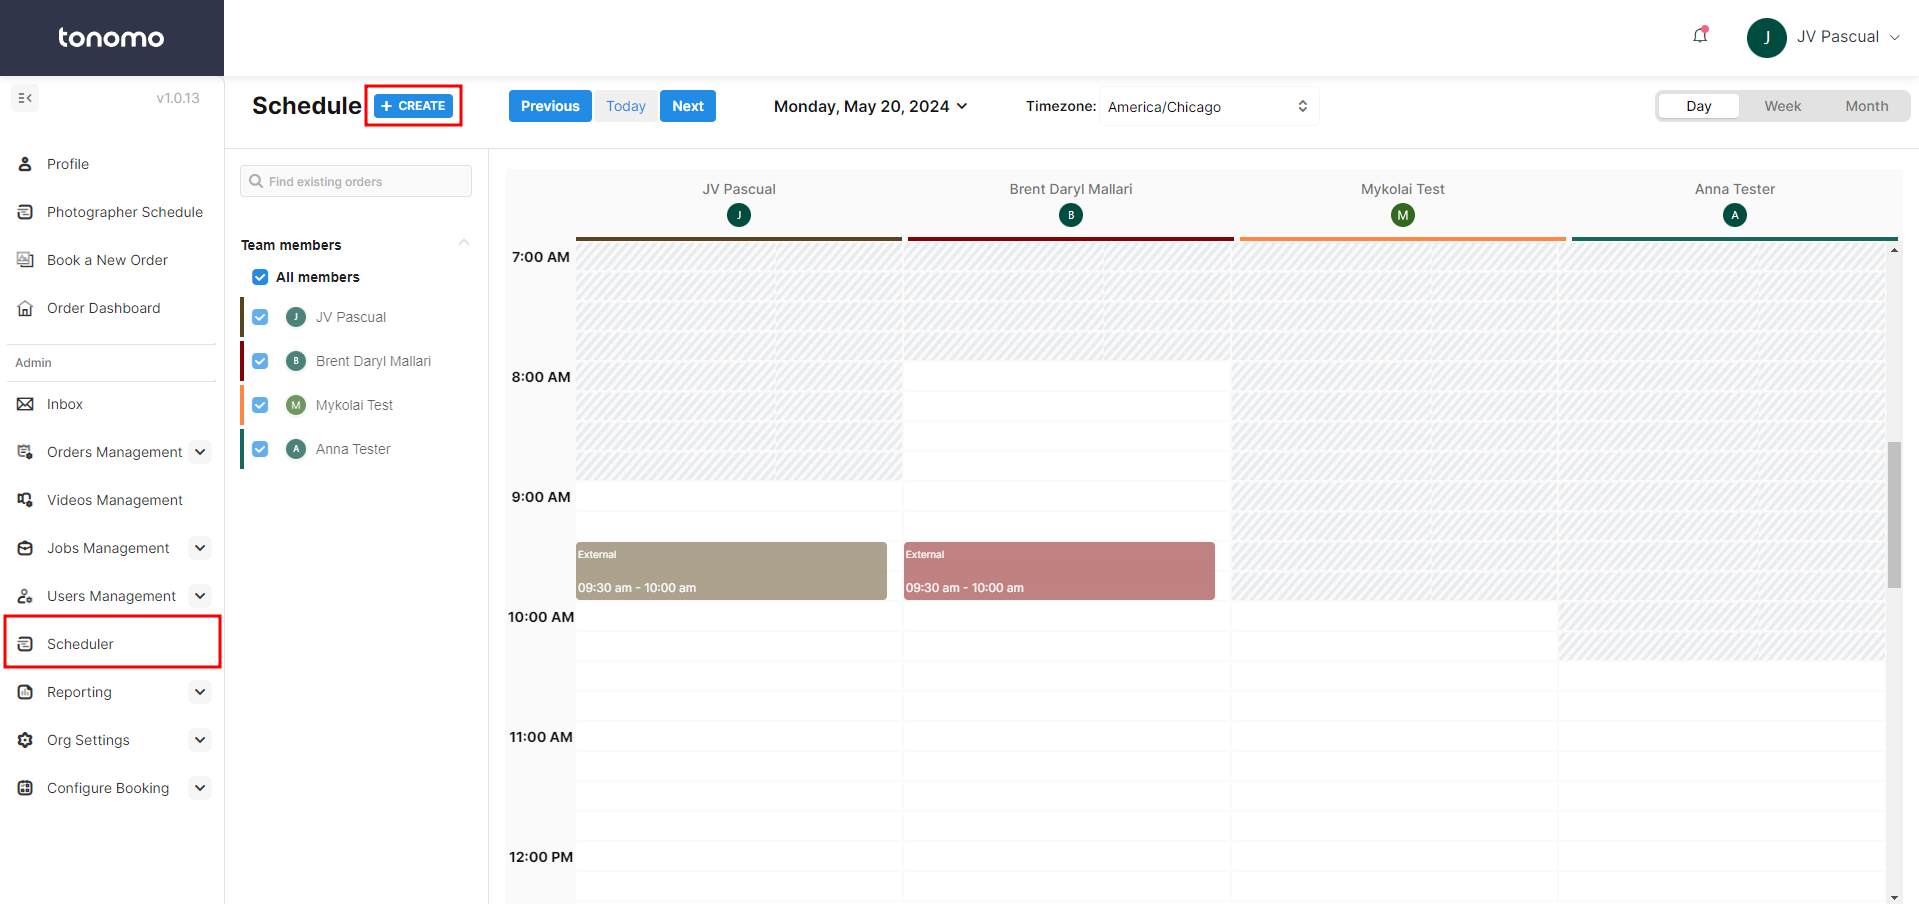 tonomo
J
JV Pascual
v1.0.13
Schedule
+ CREATE
Previous
Today
Next
Monday, May 20, 2024
Timezone:
America/Chicago
Day
Week
Month
Profile
Photographer Schedule
Book a New Order
Order Dashboard
Admin
Inbox
Orders Management
Videos Management
Jobs Management
Users Management
Scheduler
Reporting
Org Settings
Configure Booking
Find existing orders
Team members
All members
J JV Pascual
B Brent Daryl Mallari
M Mykolai Test
A Anna Tester
JV Pascual
J
Brent Daryl Mallari
B
Mykolai Test
M
Anna Tester
A
7:00 AM
8:00 AM
9:00 AM
External
09:30 am - 10:00 am
External
09:30 am - 10:00 am
10:00 AM
11:00 AM
12:00 PM